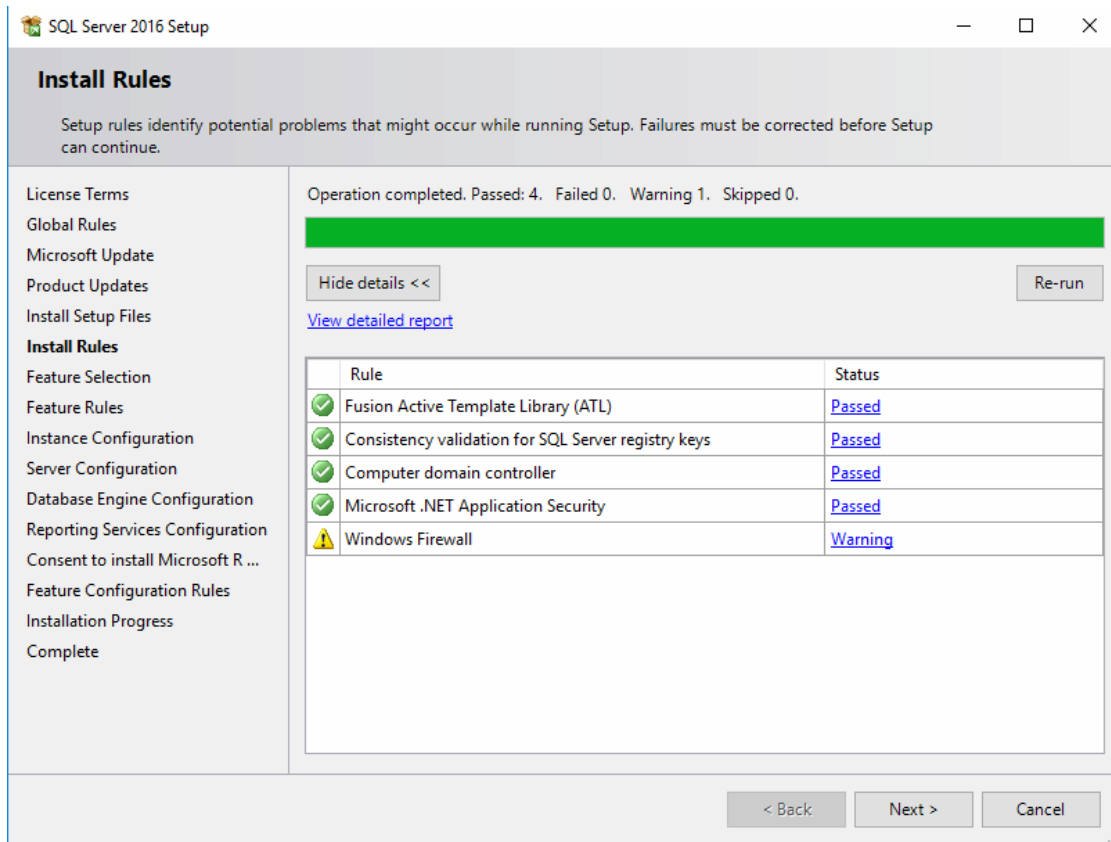 SQL Server 2016 Setup
Install Rules
Setup rules identify potential problems that might occur while running Setup. Failures must be corrected before Setup
can continue.
License Terms
Global Rules
Microsoft Update
Product Updates
Install Setup Files
Install Rules
Feature Selection
Feature Rules
Instance Configuration
Server Configuration
Database Engine Configuration
Reporting Services Configuration
Consent to install Microsoft R ...
Feature Configuration Rules
Installation Progress
Complete
Operation completed. Passed: 4. Failed 0. Warning 1. Skipped 0.
Hide details << Re-run
View detailed report
Rule Status
Fusion Active Template Library (ATL) Passed
Consistency validation for SQL Server registry keys Passed
Computer domain controller Passed
Microsoft .NET Application Security Passed
Windows Firewall Warning
< Back Next > Cancel